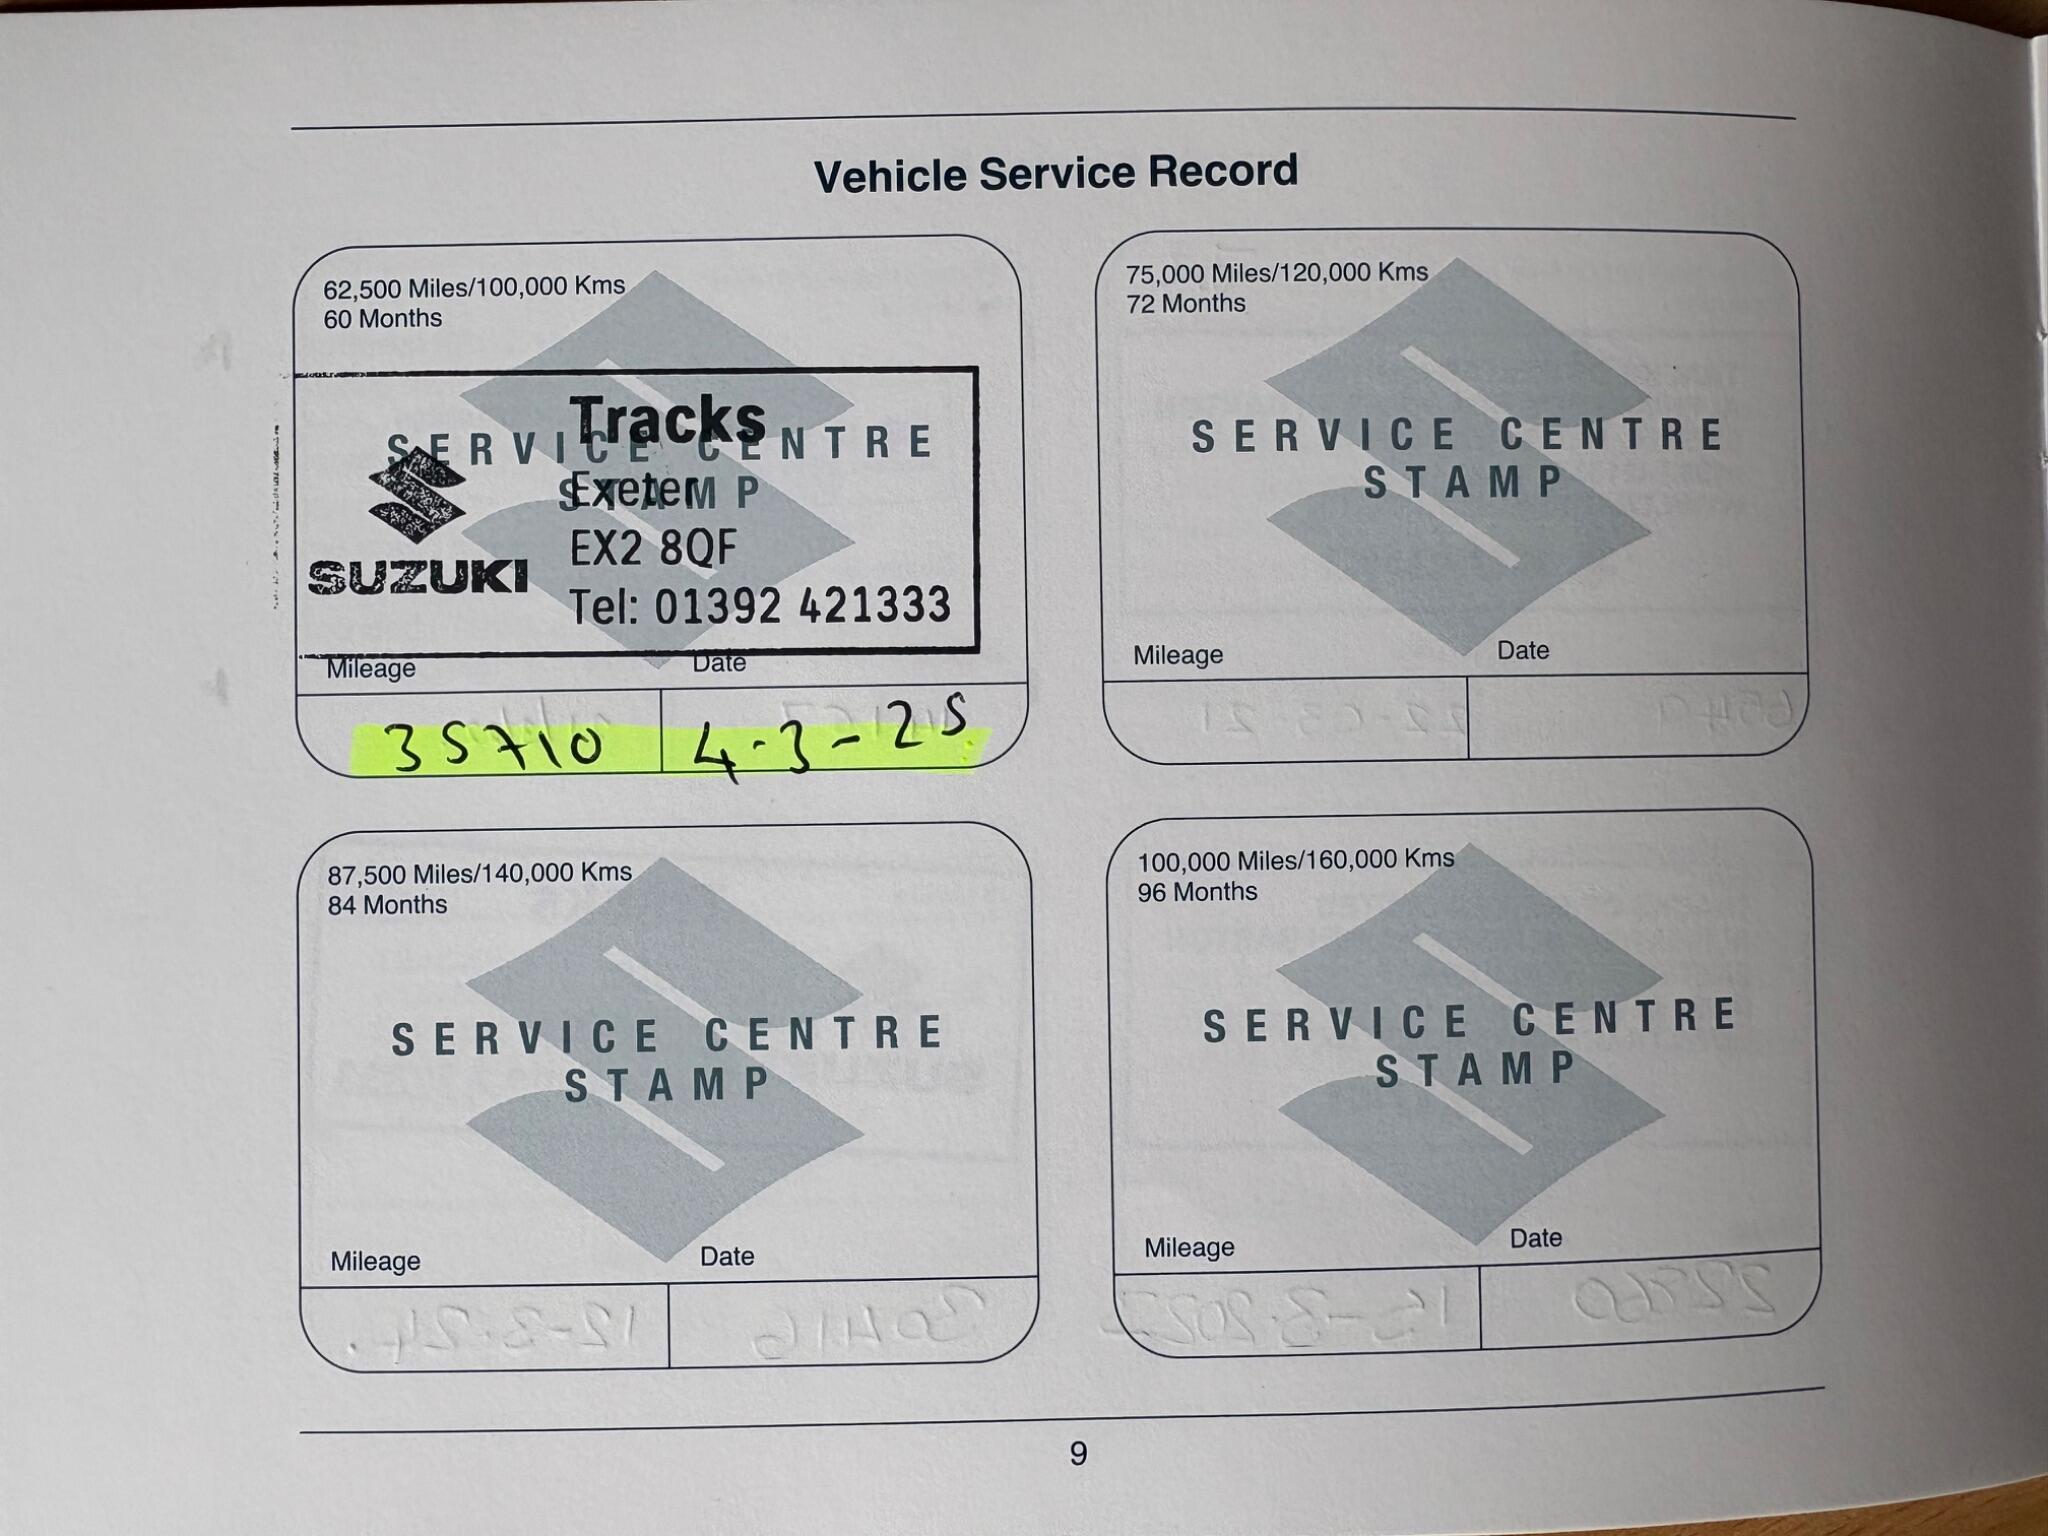 Vehicle Service Record
62,500 Miles/100,000 Kms
60 Months
SERVICE CENTRE
STAMP
Tracks
Exeter
EX2 8QF
Tel: 01392 421333
SUZUKI
Mileage
Date
35710
4-3-25
75,000 Miles/120,000 Kms
72 Months
SERVICE CENTRE
STAMP
Mileage
Date
87,500 Miles/140,000 Kms
84 Months
SERVICE CENTRE
STAMP
Mileage
Date
100,000 Miles/160,000 Kms
96 Months
SERVICE CENTRE
STAMP
Mileage
Date
9